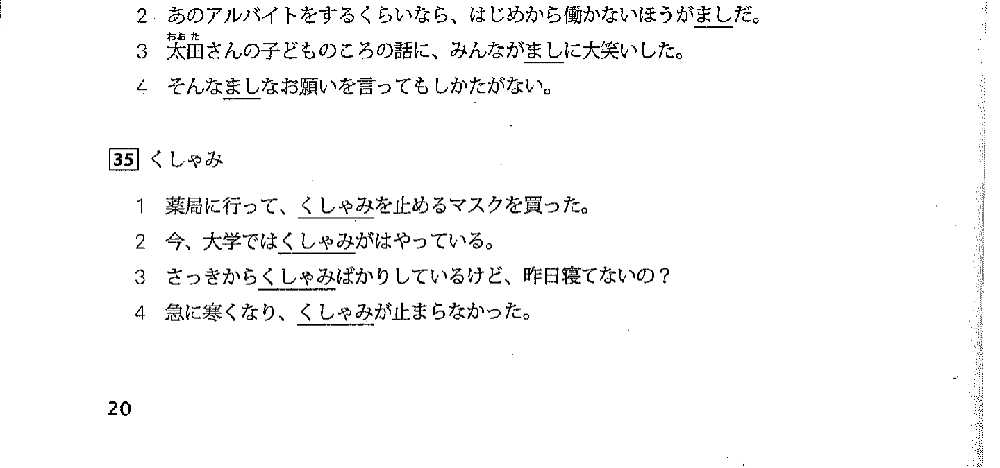 2 あのアルバイトをするくらいなら、はじめから働かないほうがましだ。
おおた
3 太田さんの子どものころの話に、みんながましに大笑いした。
4 そんなましなお願いを言ってもしかたがない。
35 くしゃみ
1 薬局に行って、くしゃみを止めるマスクを買った。
2 今、大学ではくしゃみがはやっている。
3 さっきからくしゃみばかりしているけど、昨日寝てないの？
4 急に寒くなり、くしゃみが止まらなかった。
20